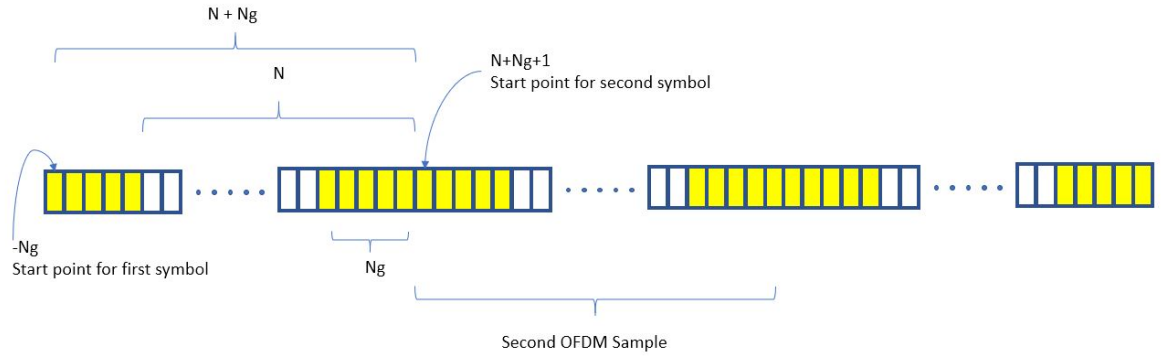 N + Ng
N
N+Ng+1
Start point for second symbol
-Ng
Start point for first symbol
Ng
Second OFDM Sample